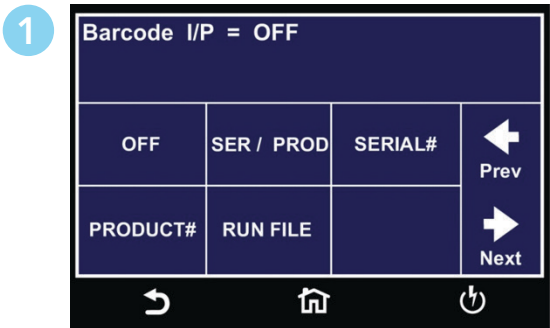 1
Barcode I/P = OFF
OFF
SER / PROD
SERIAL#
Prev
PRODUCT#
RUN FILE
Next